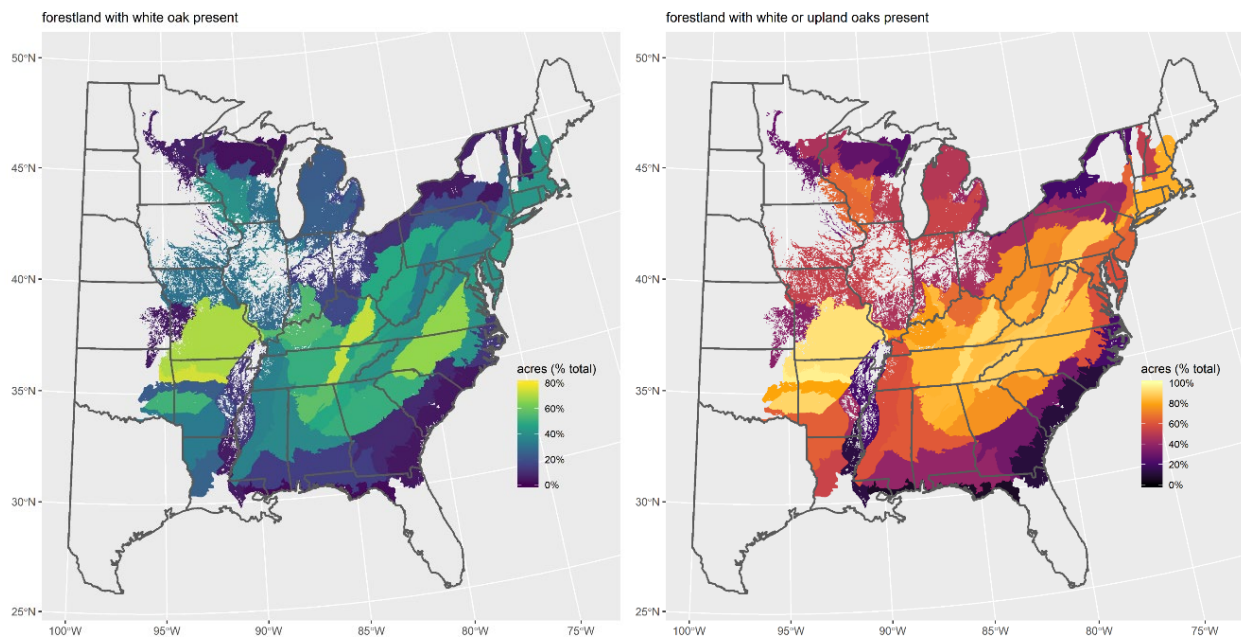 forestland with white oak present
50°N
45°N
40°N
35°N
30°N
25°N
100°W
95°W
90°W
85°W
80°W
75°W
acres (% total)
80%
60%
40%
20%
0%
forestland with white or upland oaks present
50°N
45°N
40°N
35°N
30°N
25°N
100°W
95°W
90°W
85°W
80°W
75°W
acres (% total)
100%
80%
60%
40%
20%
0%